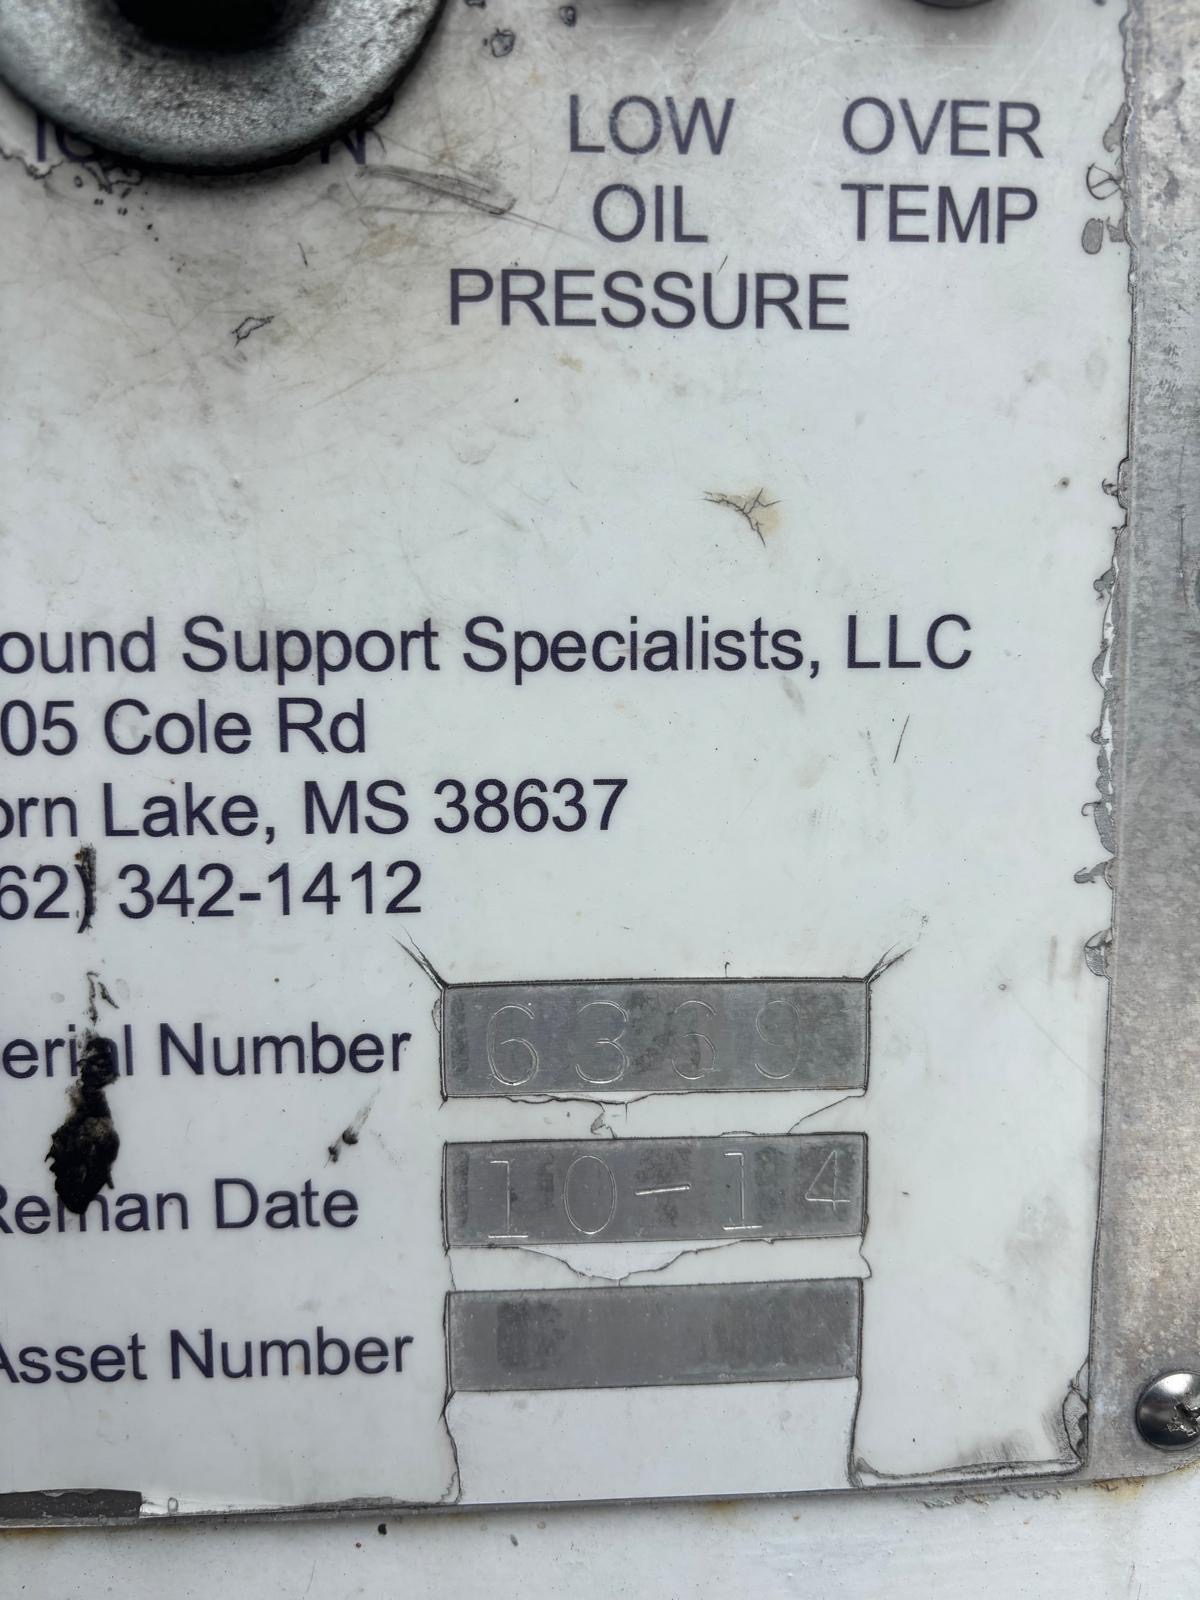 LOW OVER
OIL TEMP
PRESSURE
ound Support Specialists, LLC
05 Cole Rd
orn Lake, MS 38637
62) 342-1412
erial Number
Reman Date 10-14
Asset Number